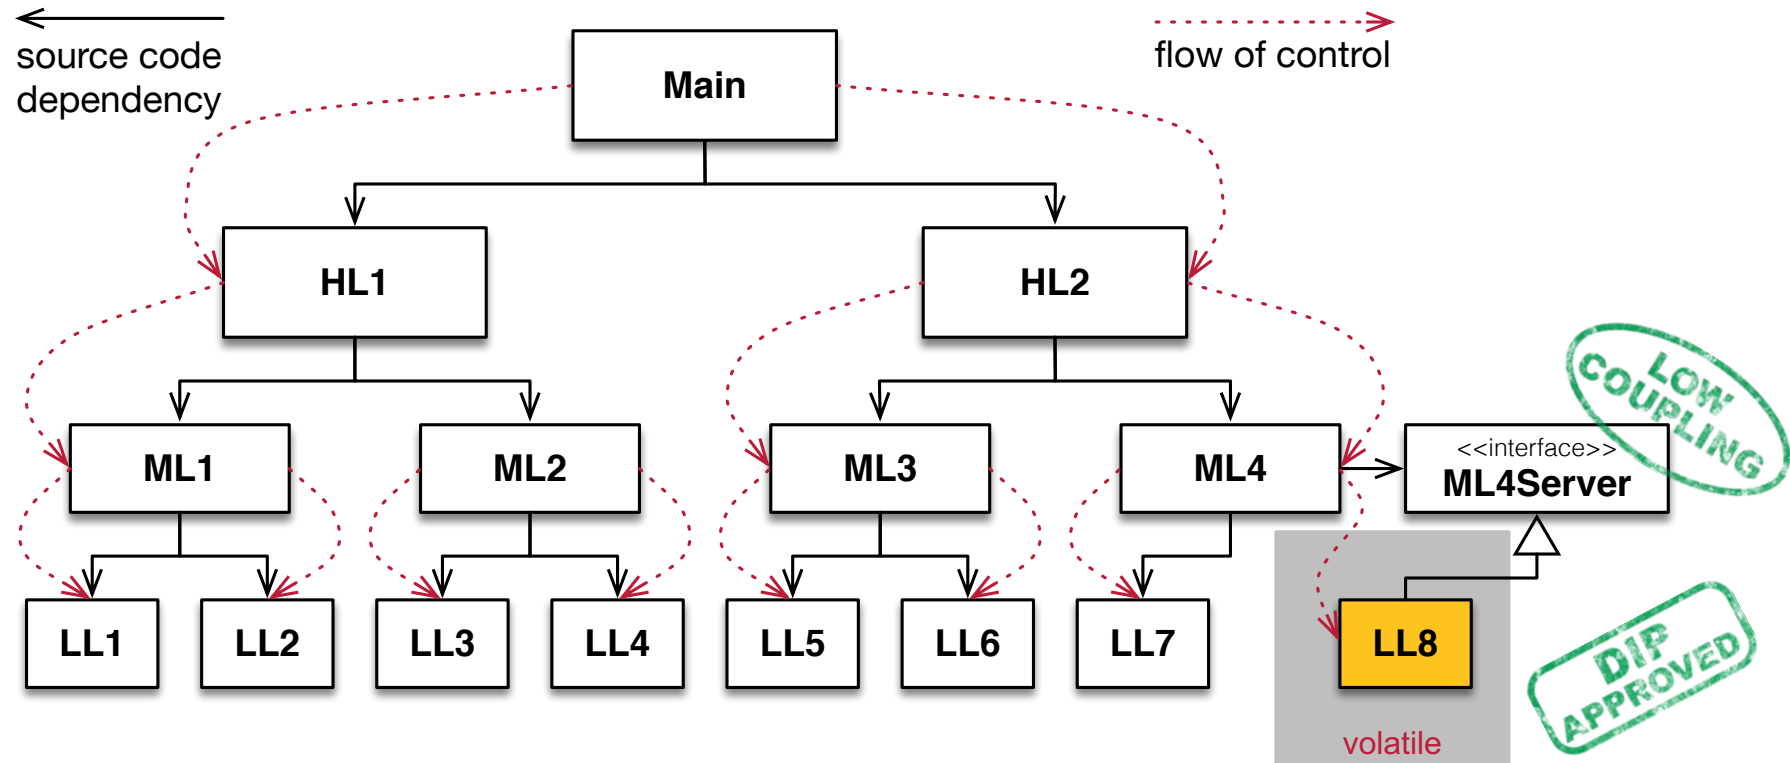 source code
dependency
Main
flow of control
HL1
HL2
LOW
COUPLING
ML1
ML2
ML3
ML4
<<interface>>
ML4Server
LL1
LL2
LL3
LL4
LL5
LL6
LL7
LL8
DIP
APPROVED
volatile